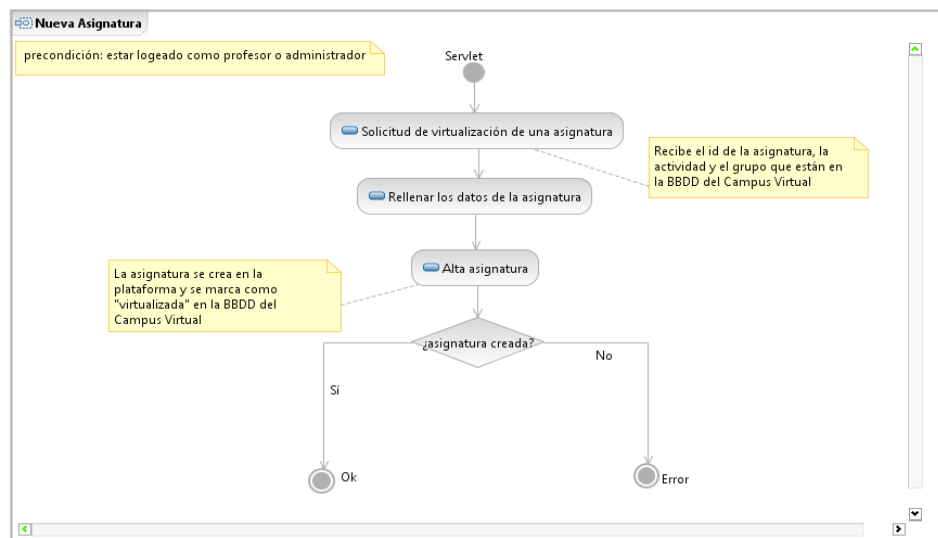 Nueva Asignatura
precondición: estar logeado como profesor o administrador
Servlet
Solicitud de virtualización de una asignatura
Recibe el id de la asignatura, la
actividad y el grupo que están en
la BBDD del Campus Virtual
Rellenar los datos de la asignatura
Alta asignatura
La asignatura se crea en la
plataforma y se marca como
"virtualizada" en la BBDD del
Campus Virtual
¿asignatura creada?
No
Sí
Ok
Error